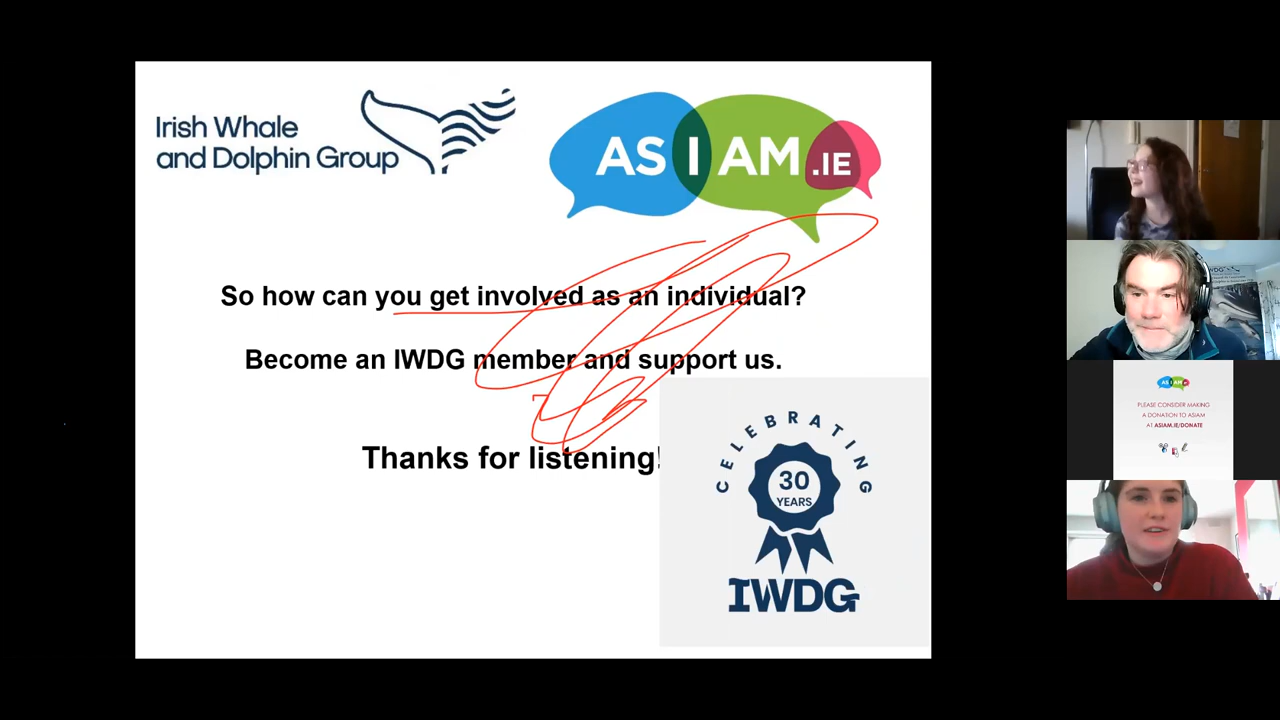 Irish Whale
and Dolphin Group
AS I AM .IE
So how can you get involved as an individual?
Become an IWDG member and support us.
Thanks for listening!
CELEBRATING
30
YEARS
IWDG
ASIAM.IE
PLEASE CONSIDER MAKING
A DONATION TO ASIAM
AT ASIAM.IE/DONATE